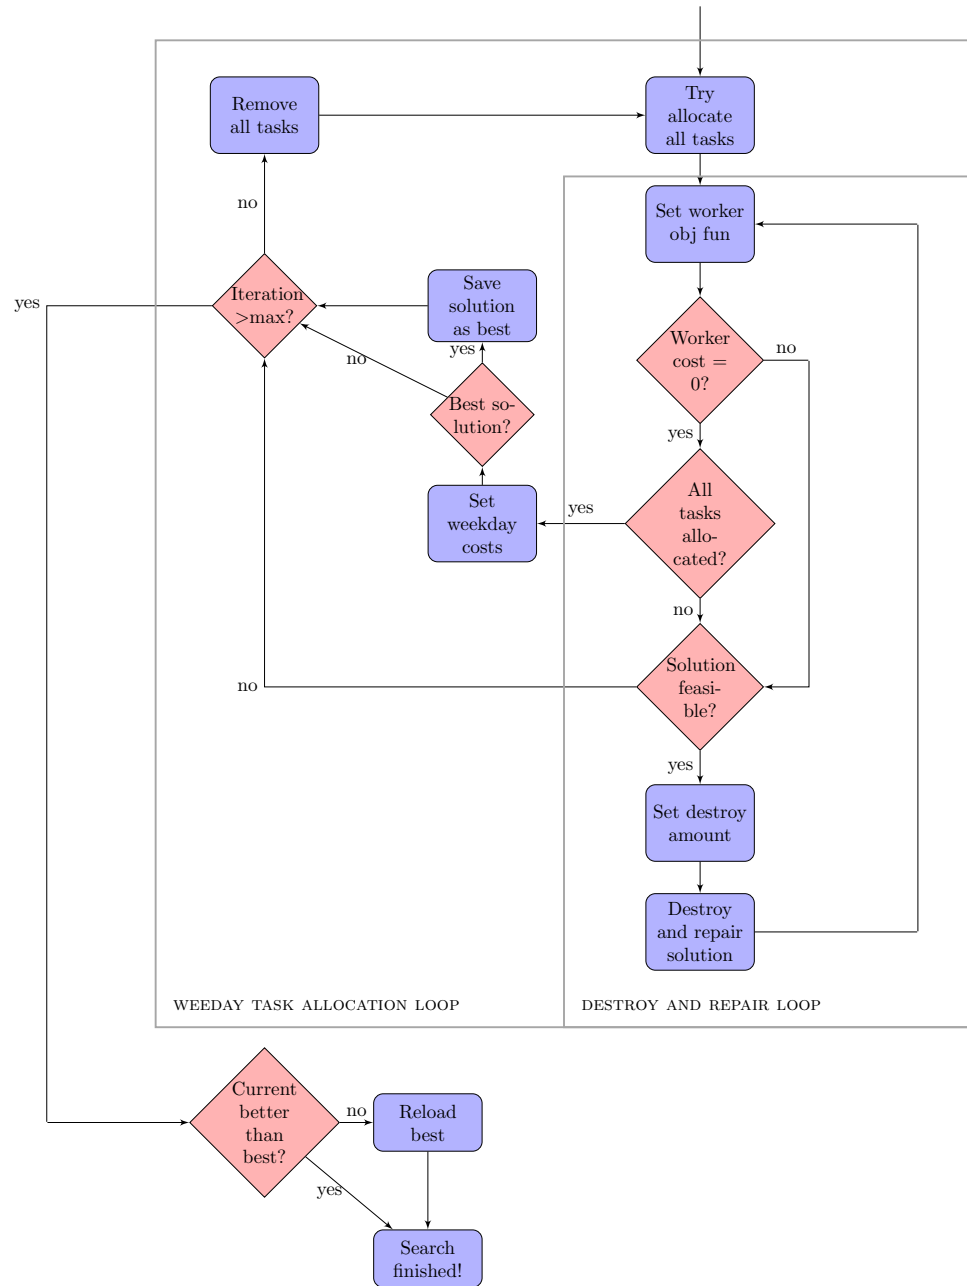 Remove
all tasks
Try
allocate
all tasks
no
Set worker
obj fun
yes
Iteration
>max?
Save
solution
as best
no
yes
Worker
cost =
0?
no
Best so-
lution?
yes
Set
weekday
costs
yes
All
tasks
allo-
cated?
no
no
Solution
feasi-
ble?
yes
Set destroy
amount
Destroy
and repair
solution
WEEDAY TASK ALLOCATION LOOP
DESTROY AND REPAIR LOOP
Current
better
than
best?
no
Reload
best
yes
Search
finished!